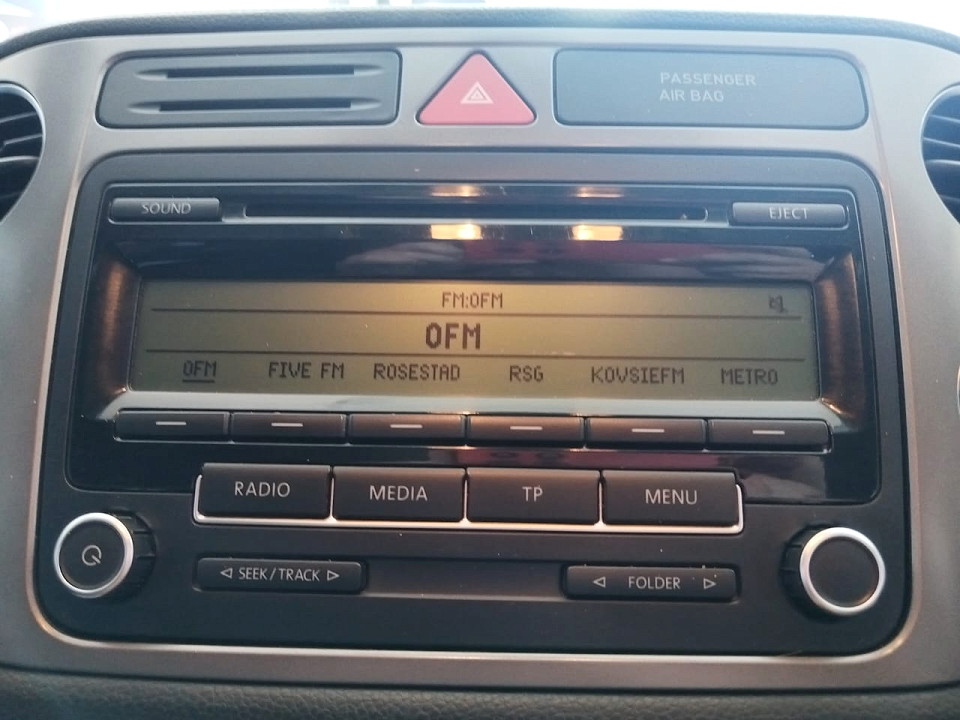 PASSENGER
AIR BAG
SOUND
EJECT
FM:OFM
OFM
OFM FIVE FM ROSESTAD RSG KOVSIEFM METRO
RADIO MEDIA TP MENU
SEEK/TRACK
FOLDER